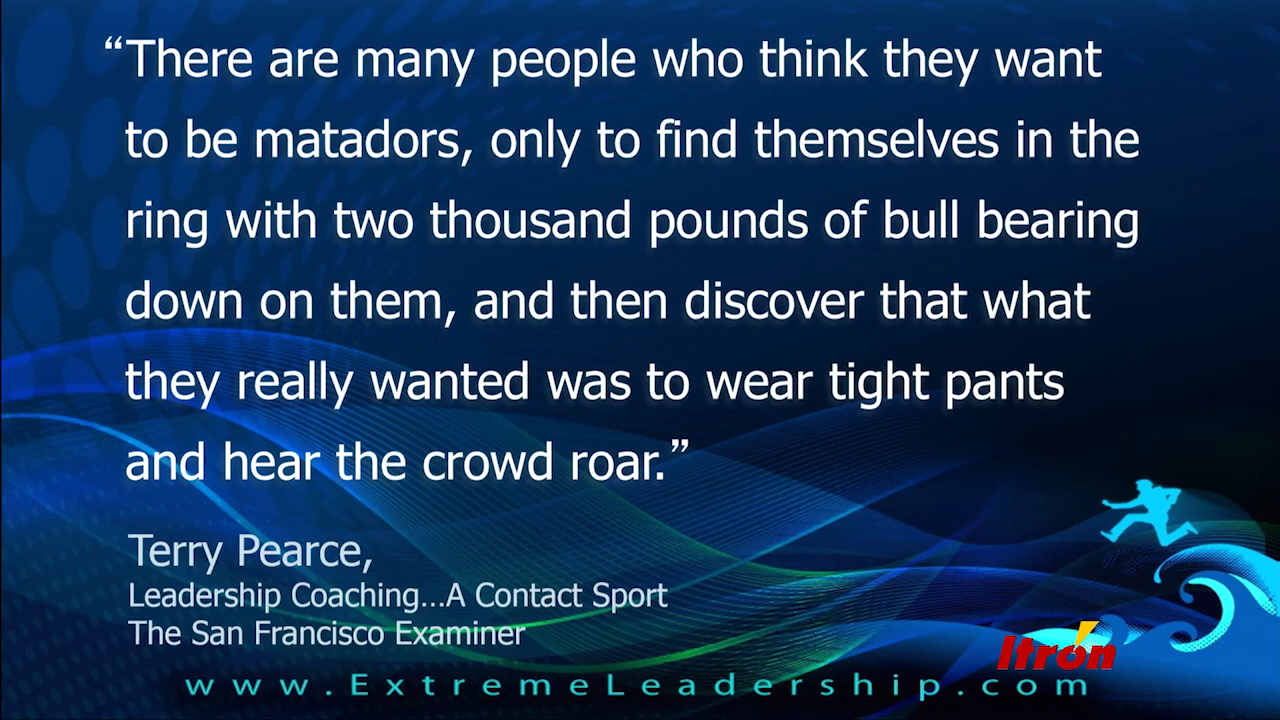 “There are many people who think they want
to be matadors, only to find themselves in the
ring with two thousand pounds of bull bearing
down on them, and then discover that what
they really wanted was to wear tight pants
and hear the crowd roar.”
Terry Pearce,
Leadership Coaching…A Contact Sport
The San Francisco Examiner
Itron
www.ExtremeLeadership.com